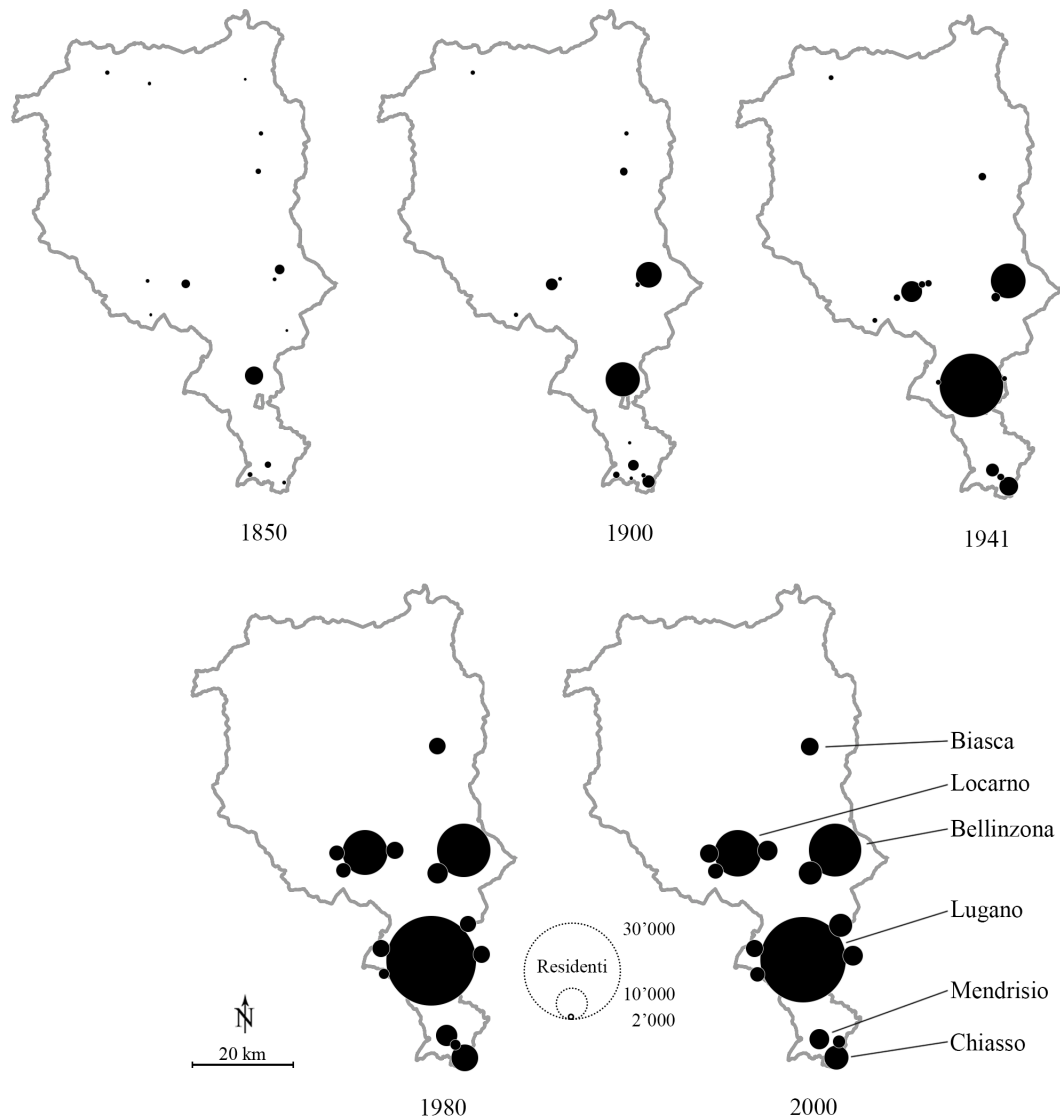 1850
1900
1941
Biasca
Locarno
Bellinzona
Lugano
30’000
Residenti
10’000
2’000
Mendrisio
N
Chiasso
20 km
1980
2000